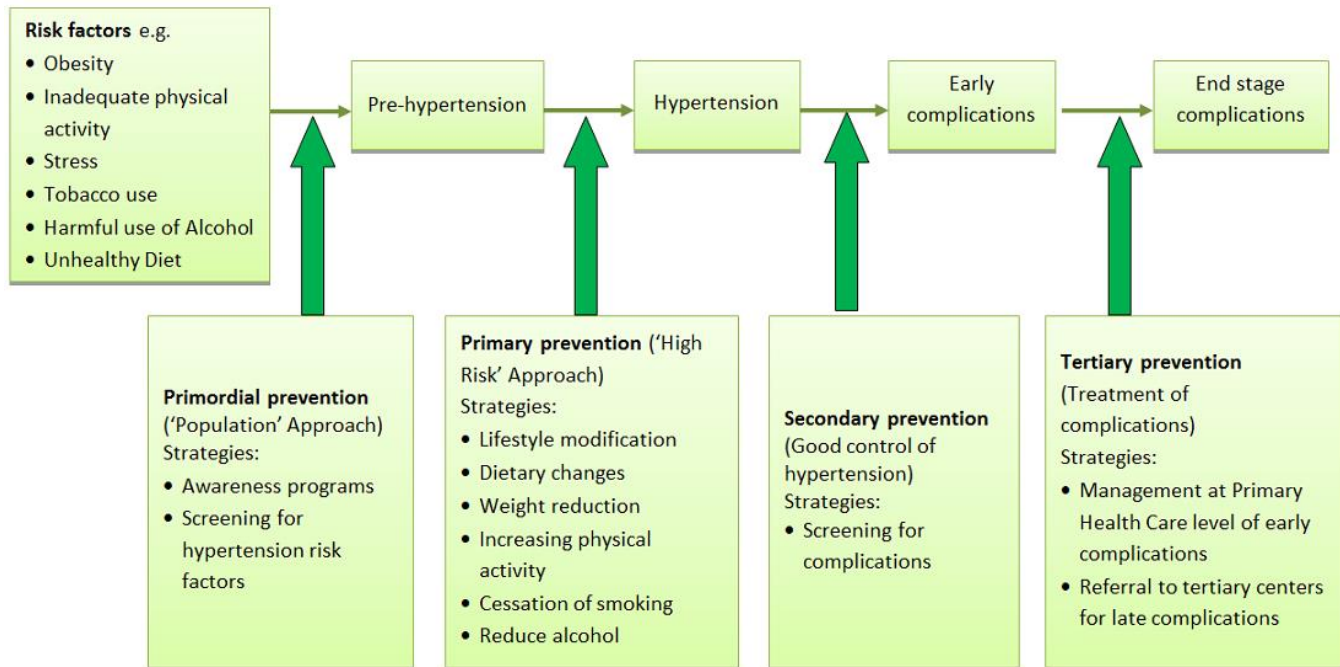 Risk factors e.g.
• Obesity
• Inadequate physical
activity
• Stress
• Tobacco use
• Harmful use of Alcohol
• Unhealthy Diet
Pre-hypertension
Hypertension
Early
complications
End stage
complications
Primordial prevention
('Population' Approach)
Strategies:
• Awareness programs
• Screening for
hypertension risk
factors
Primary prevention ('High
Risk' Approach)
Strategies:
• Lifestyle modification
• Dietary changes
• Weight reduction
• Increasing physical
activity
• Cessation of smoking
• Reduce alcohol
Secondary prevention
(Good control of
hypertension)
Strategies:
• Screening for
complications
Tertiary prevention
(Treatment of
complications)
Strategies:
• Management at Primary
Health Care level of early
complications
• Referral to tertiary centers
for late complications